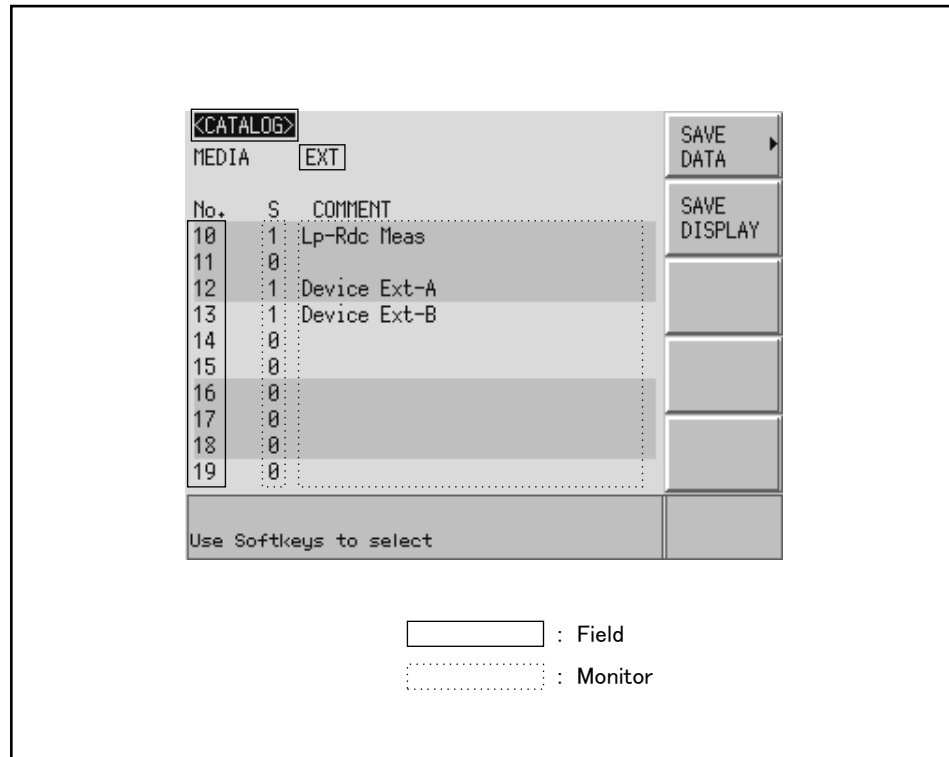 <CATALOG>
MEDIA EXT
No. S COMMENT
10 1 Lp-Rdc Meas
11 0
12 1 Device Ext-A
13 1 Device Ext-B
14 0
15 0
16 0
17 0
18 0
19 0
Use Softkeys to select
SAVE
DATA
SAVE
DISPLAY
: Field
: Monitor